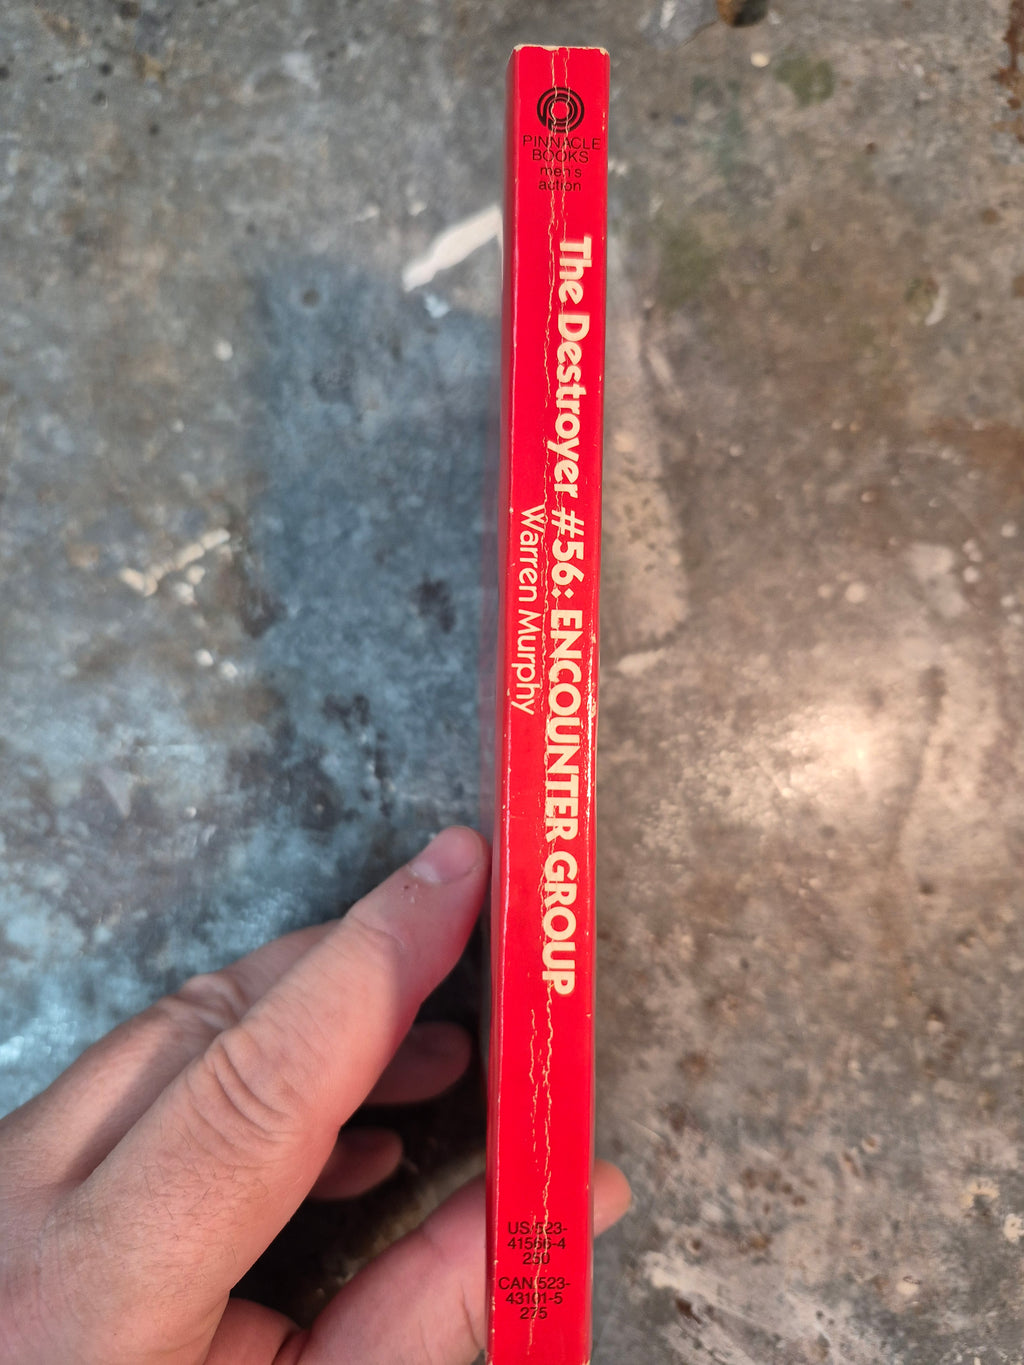 PINNACLE
BOOKS
men's
action
The Destroyer #56: ENCOUNTER GROUP
Warren Murphy
US/523-
41566-4
250
CAN/523-
43101-5
275